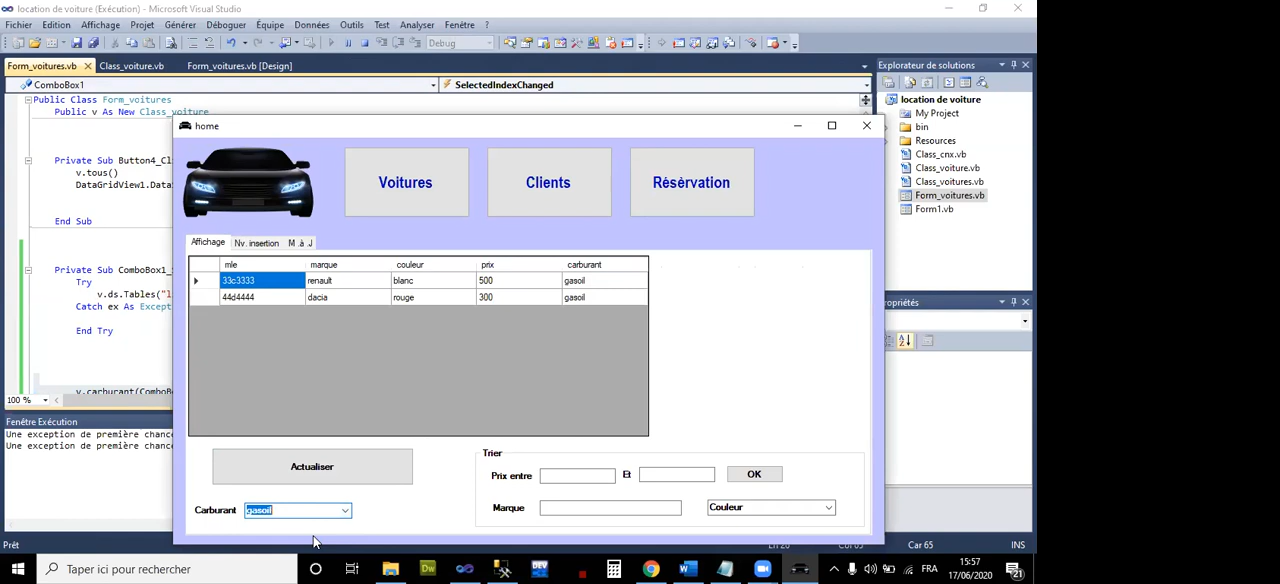 location de voiture (Exécution) - Microsoft Visual Studio
Fichier Edition Affichage Projet Générer Déboguer Équipe Données Outils Test Analyser Fenêtre ?
Debug
Form_voitures.vb Class_voiture.vb Form_voitures.vb [Design]
ComboBox1 SelectedIndexChanged
Public Class Form_voitures
Public v As New Class_voiture
Private Sub Button4_Cl
v.tous()
DataGridView1.Data
End Sub
Private Sub ComboBox1_
Try
v.ds.Tables("l
Catch ex As Except
End Try
v.carburant(ComboB
100 %
Fenêtre Exécution
Une exception de première chance
Une exception de première chance
home
Voitures Clients Résèrvation
Affichage Nv. insertion M .à .J
mle marque couleur prix carburant
33c3333 renault blanc 500 gasoil
44d4444 dacia rouge 300 gasoil
Actualiser
Carburant gasoil
Trier
Prix entre Et OK
Marque Couleur
Explorateur de solutions
location de voiture
My Project
bin
Resources
Class_cnx.vb
Class_voiture.vb
Class_voitures.vb
Form_voitures.vb
Form1.vb
ropriétés
Prêt Ln 20 Col 65 Car 65 INS
Taper ici pour rechercher
FRA
15:57
17/06/2020
21